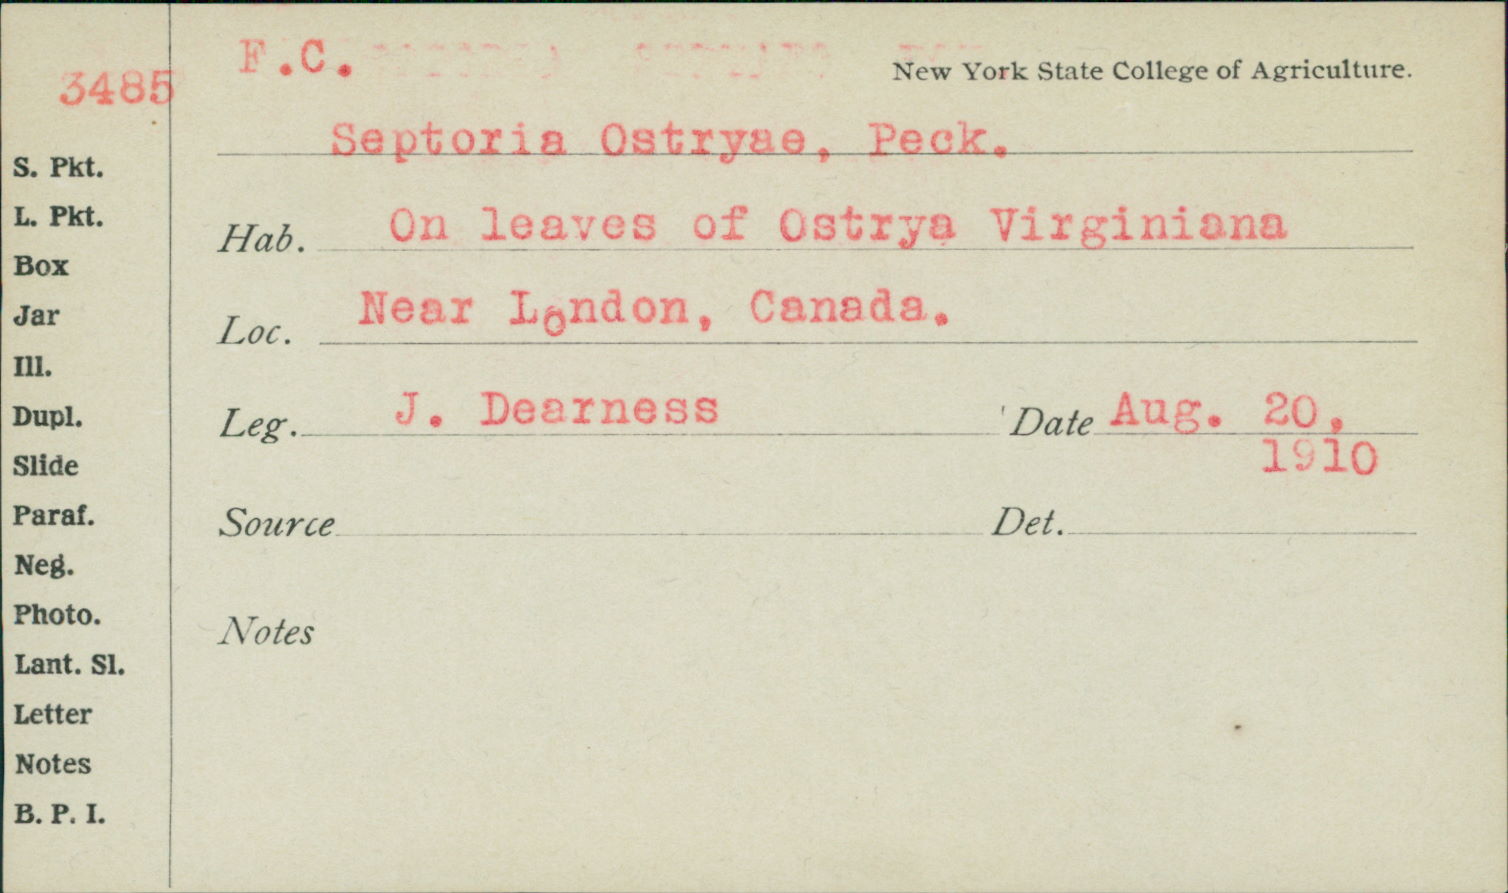 F.C.
New York State College of Agriculture.
3485
Septoria Ostryae, Peck.
S. Pkt.
L. Pkt.
Hab. On leaves of Ostrya Virginiana
Box
Jar
Loc. Near London, Canada.
Ill.
Dupl.
Leg. J. Dearness Date Aug. 20,
1910
Slide
Paraf.
Source Det.
Neg.
Photo.
Notes
Lant. Sl.
Letter
Notes
B. P. I.